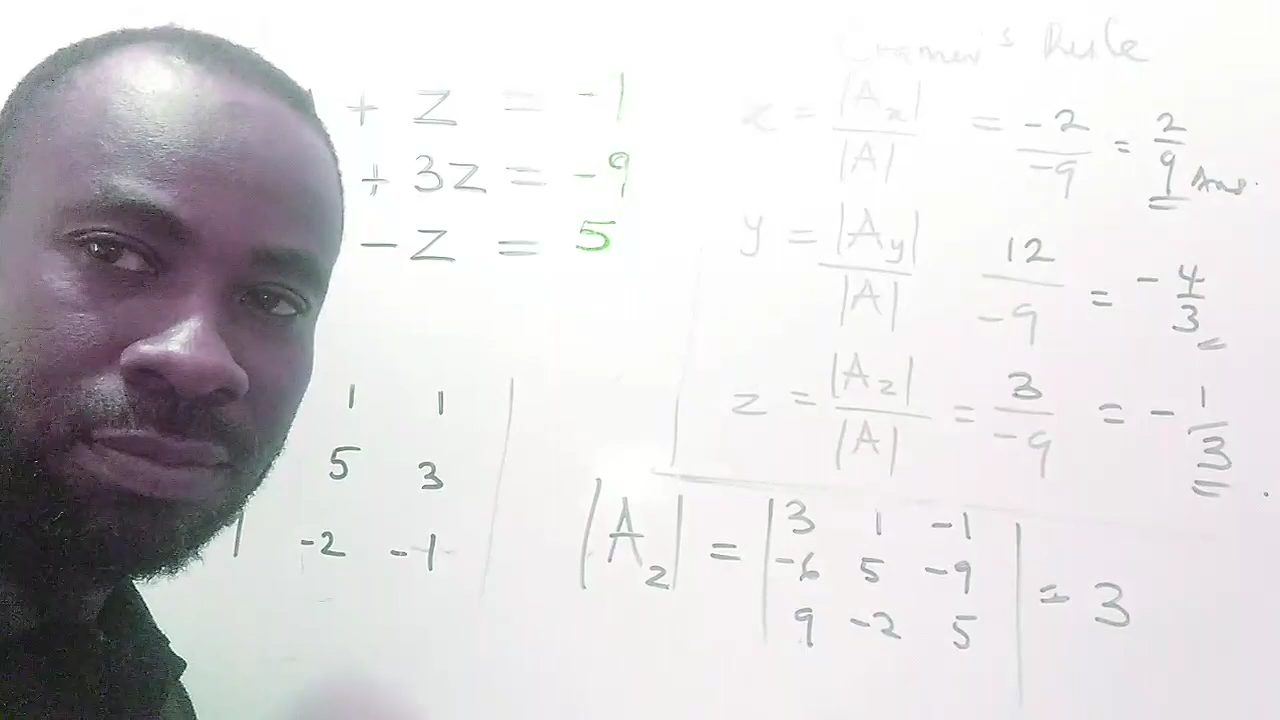 Cramer's Rule
+ z = -1
+ 3z = -9
- z = 5
x = |Ax| / |A| = -2 / -9 = 2 / 9 Ans.
y = |Ay| / |A| 12 / -9 = - 4 / 3
z = |Az| / |A| = 3 / -9 = - 1 / 3
1 1 |
5 3 |
1 -2 -1 |
|Az| = | 3 1 -1 | = 3
| -6 5 -9 |
| 9 -2 5 |